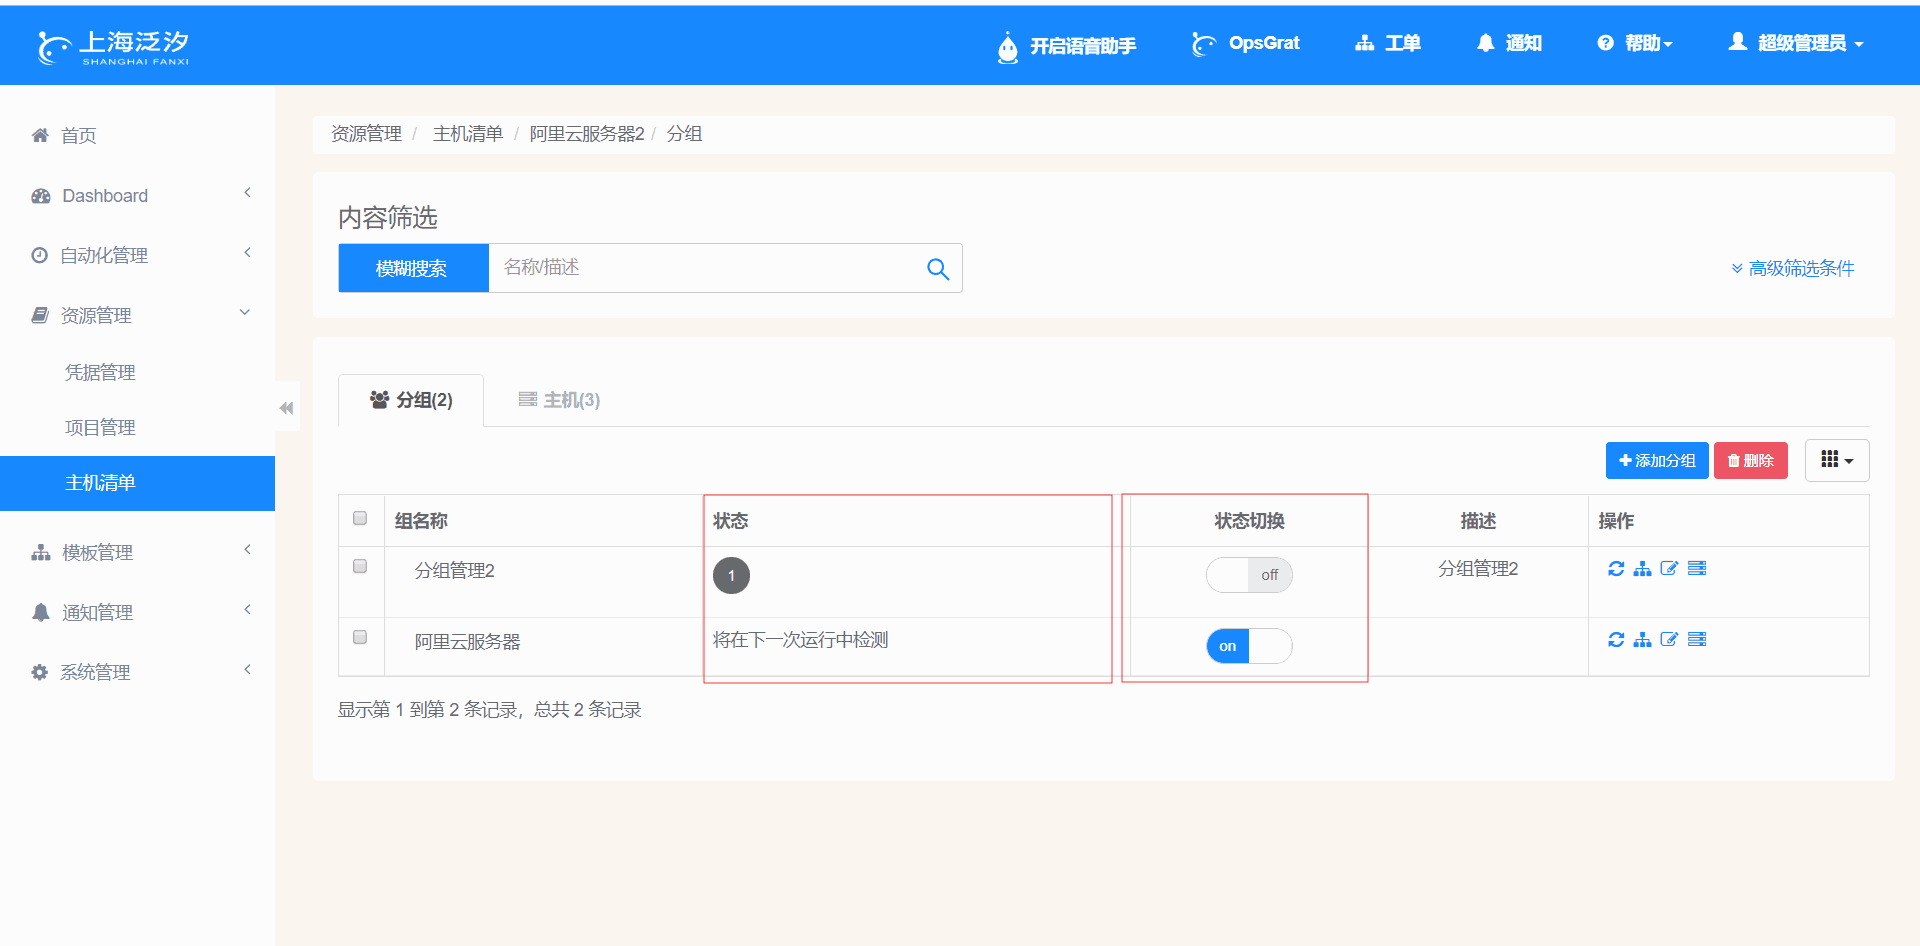 上海泛汐
SHANGHAI FANXI
开启语音助手
OpsGrat
工单
通知
帮助
超级管理员
首页
Dashboard
自动化管理
资源管理
凭据管理
项目管理
主机清单
模板管理
通知管理
系统管理
资源管理 / 主机清单 / 阿里云服务器2 / 分组
内容筛选
模糊搜索 名称/描述
高级筛选条件
分组(2) 主机(3)
添加分组 删除
组名称 状态 状态切换 描述 操作
分组管理2 1 off 分组管理2
阿里云服务器 将在下一次运行中检测 on
显示第 1 到第 2 条记录，总共 2 条记录